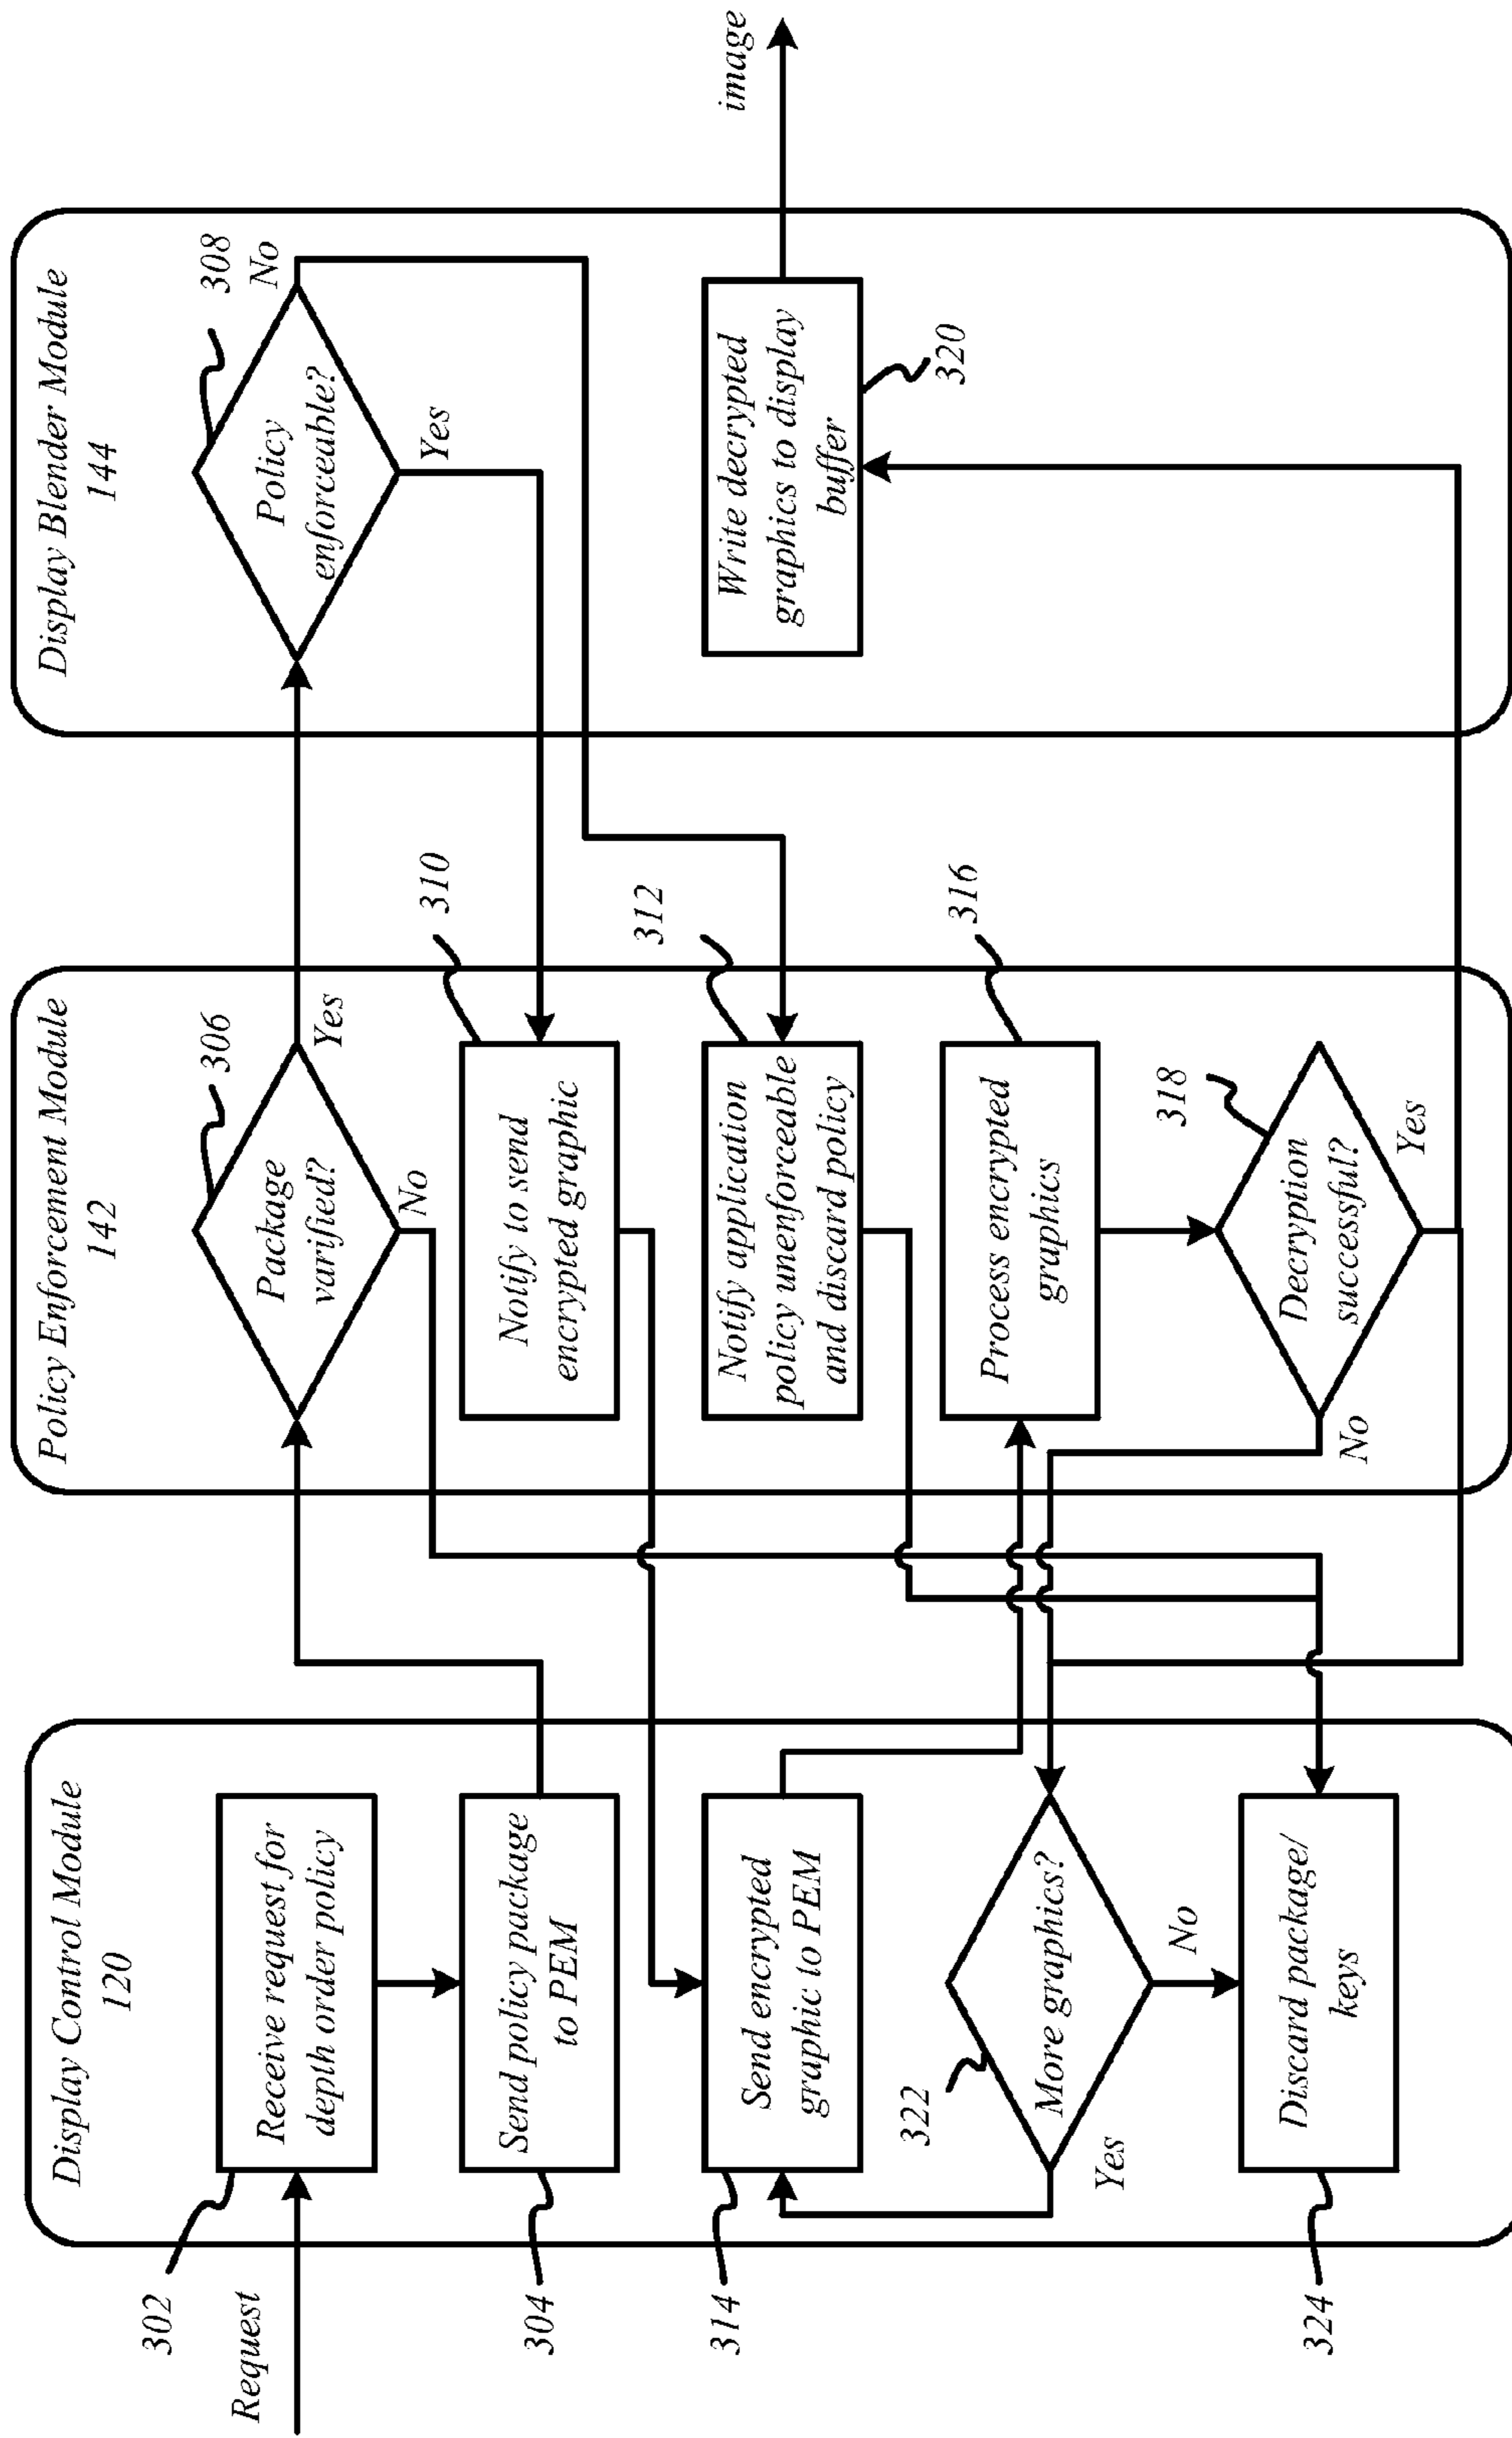 Request
Display Control Module
120
302
Receive request for
depth order policy
304
Send policy package
to PEM
314
Send encrypted
graphic to PEM
322
More graphics?
Yes
No
324
Discard package/
keys
Policy Enforcement Module
142
306
Package
varified?
Yes
No
310
Notify to send
encrypted graphic
312
Notify application
policy unenforceable
and discard policy
316
Process encrypted
graphics
318
Decryption
successful?
No
Yes
Display Blender Module
144
308
Policy
enforceable?
No
Yes
Write decrypted
graphics to display
buffer
320
image